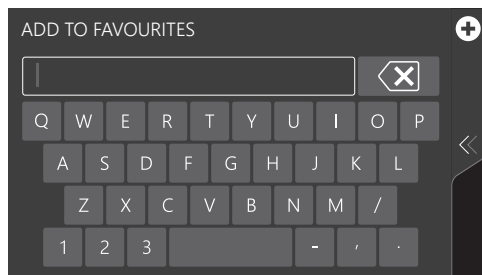 ADD TO FAVOURITES
Q W E R T Y U I O P
A S D F G H J K L
Z X C V B N M /
1 2 3 - , .